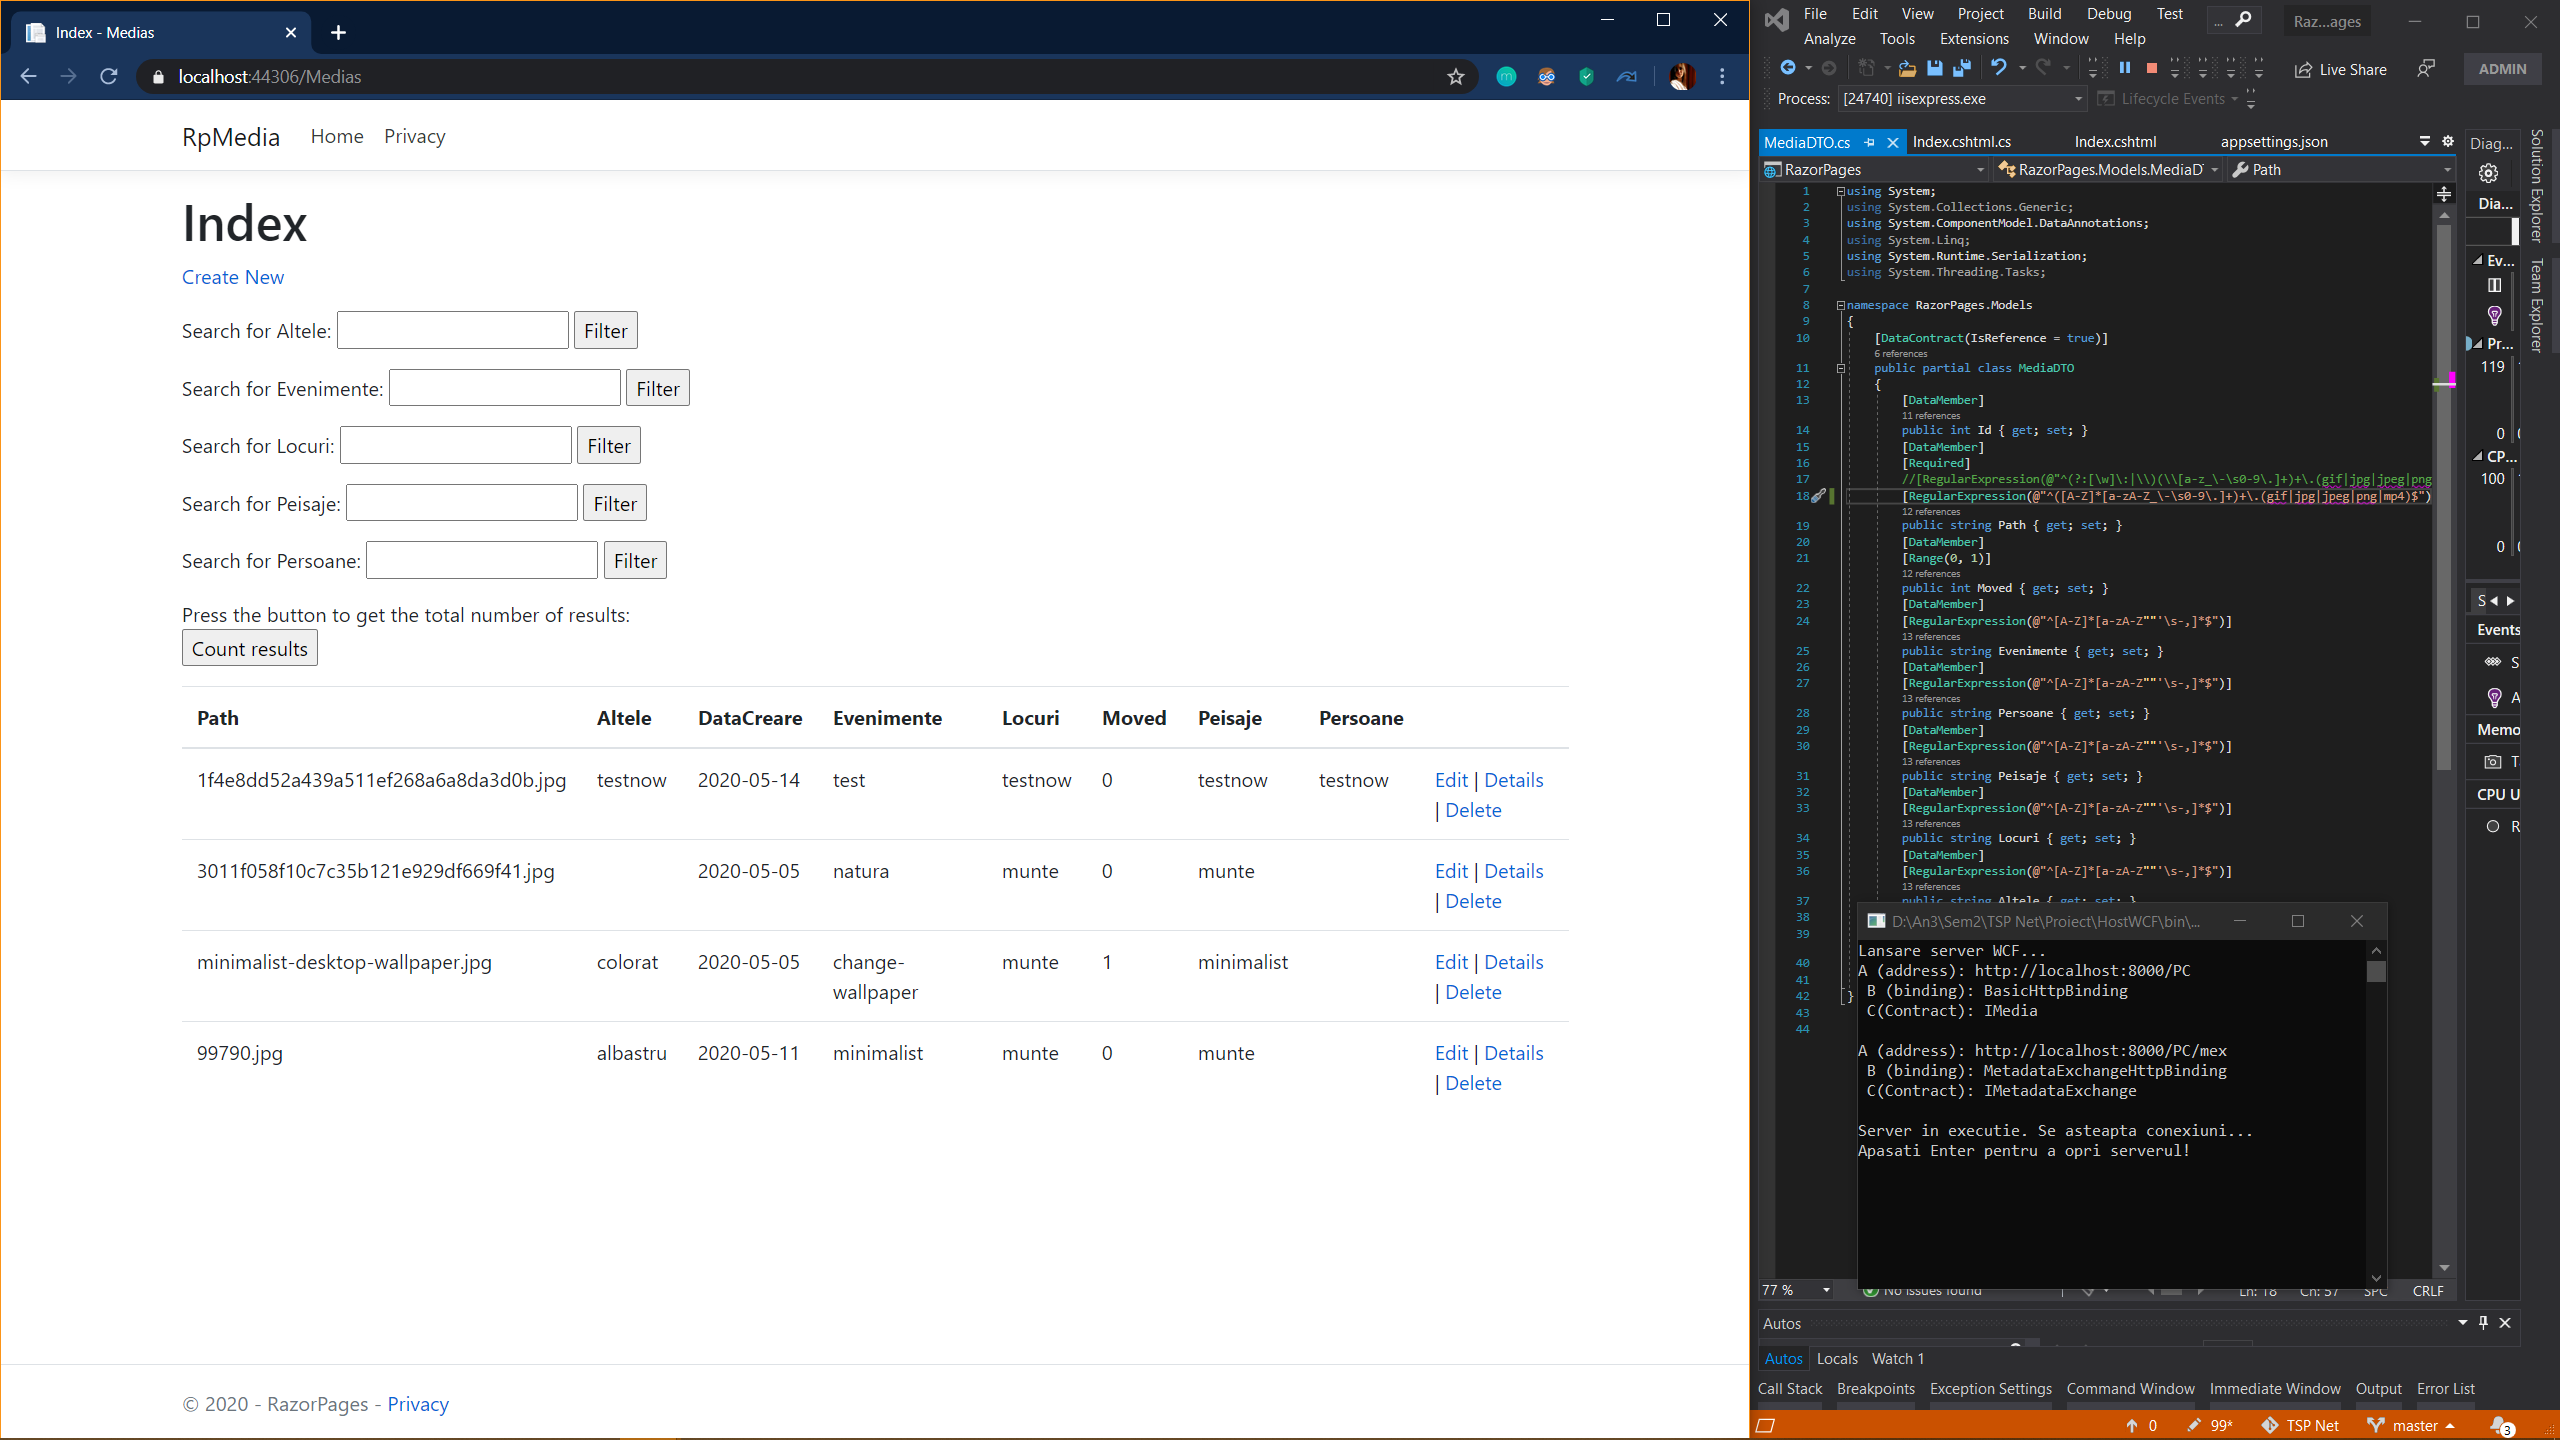 Index - Medias
localhost:44306/Medias
RpMedia Home Privacy
Index
Create New
Search for Altele: Filter
Search for Evenimente: Filter
Search for Locuri: Filter
Search for Peisaje: Filter
Search for Persoane: Filter
Press the button to get the total number of results:
Count results
Path Altele DataCreare Evenimente Locuri Moved Peisaje Persoane
1f4e8dd52a439a511ef268a6a8da3d0b.jpg testnow 2020-05-14 test testnow 0 testnow testnow Edit | Details
| Delete
3011f058f10c7c35b121e929df669f41.jpg 2020-05-05 natura munte 0 munte Edit | Details
| Delete
minimalist-desktop-wallpaper.jpg colorat 2020-05-05 change- munte 1 minimalist Edit | Details
wallpaper | Delete
99790.jpg albastru 2020-05-11 minimalist munte 0 munte Edit | Details
| Delete
© 2020 - RazorPages - Privacy
File Edit View Project Build Debug Test ... Raz...ages
Analyze Tools Extensions Window Help
Live Share ADMIN
Process: [24740] iisexpress.exe Lifecycle Events
MediaDTO.cs Index.cshtml.cs Index.cshtml appsettings.json
RazorPages RazorPages.Models.MediaD Path
1 using System;
2 using System.Collections.Generic;
3 using System.ComponentModel.DataAnnotations;
4 using System.Linq;
5 using System.Runtime.Serialization;
6 using System.Threading.Tasks;
7
8 namespace RazorPages.Models
9 {
10 [DataContract(IsReference = true)]
6 references
11 public partial class MediaDTO
12 {
13 [DataMember]
11 references
14 public int Id { get; set; }
15 [DataMember]
16 [Required]
17 //[RegularExpression(@"^(?:[\w]\:|\\)(\\[a-z_\-\s0-9\.]+)+\.(gif|jpg|jpeg|png
18 [RegularExpression(@"^([A-Z]*[a-zA-Z_\-\s0-9\.]+)+\.(gif|jpg|jpeg|png|mp4)$")
12 references
19 public string Path { get; set; }
20 [DataMember]
21 [Range(0, 1)]
12 references
22 public int Moved { get; set; }
23 [DataMember]
24 [RegularExpression(@"^[A-Z]*[a-zA-Z""'\s-,]*$")]
13 references
25 public string Evenimente { get; set; }
26 [DataMember]
27 [RegularExpression(@"^[A-Z]*[a-zA-Z""'\s-,]*$")]
13 references
28 public string Persoane { get; set; }
29 [DataMember]
30 [RegularExpression(@"^[A-Z]*[a-zA-Z""'\s-,]*$")]
13 references
31 public string Peisaje { get; set; }
32 [DataMember]
33 [RegularExpression(@"^[A-Z]*[a-zA-Z""'\s-,]*$")]
13 references
34 public string Locuri { get; set; }
35 [DataMember]
36 [RegularExpression(@"^[A-Z]*[a-zA-Z""'\s-,]*$")]
13 references
37 public string Altele { get; set; }
38
39
40
41
42 }
43
44
D:\An3\Sem2\TSP Net\Proiect\HostWCF\bin\...
Lansare server WCF...
A (address): http://localhost:8000/PC
B (binding): BasicHttpBinding
C(Contract): IMedia
A (address): http://localhost:8000/PC/mex
B (binding): MetadataExchangeHttpBinding
C(Contract): IMetadataExchange
Server in executie. Se asteapta conexiuni...
Apasati Enter pentru a opri serverul!
77 % No issues found Ln: 18 Ch: 57 SPC CRLF
Diag...
Dia...
Ev...
Pr...
119
0
CP...
100
0
S
Events
S
A
Memo
T
CPU U
R
Solution Explorer
Team Explorer
Autos
Autos Locals Watch 1
Call Stack Breakpoints Exception Settings Command Window Immediate Window Output Error List
0 99* TSP Net master 3